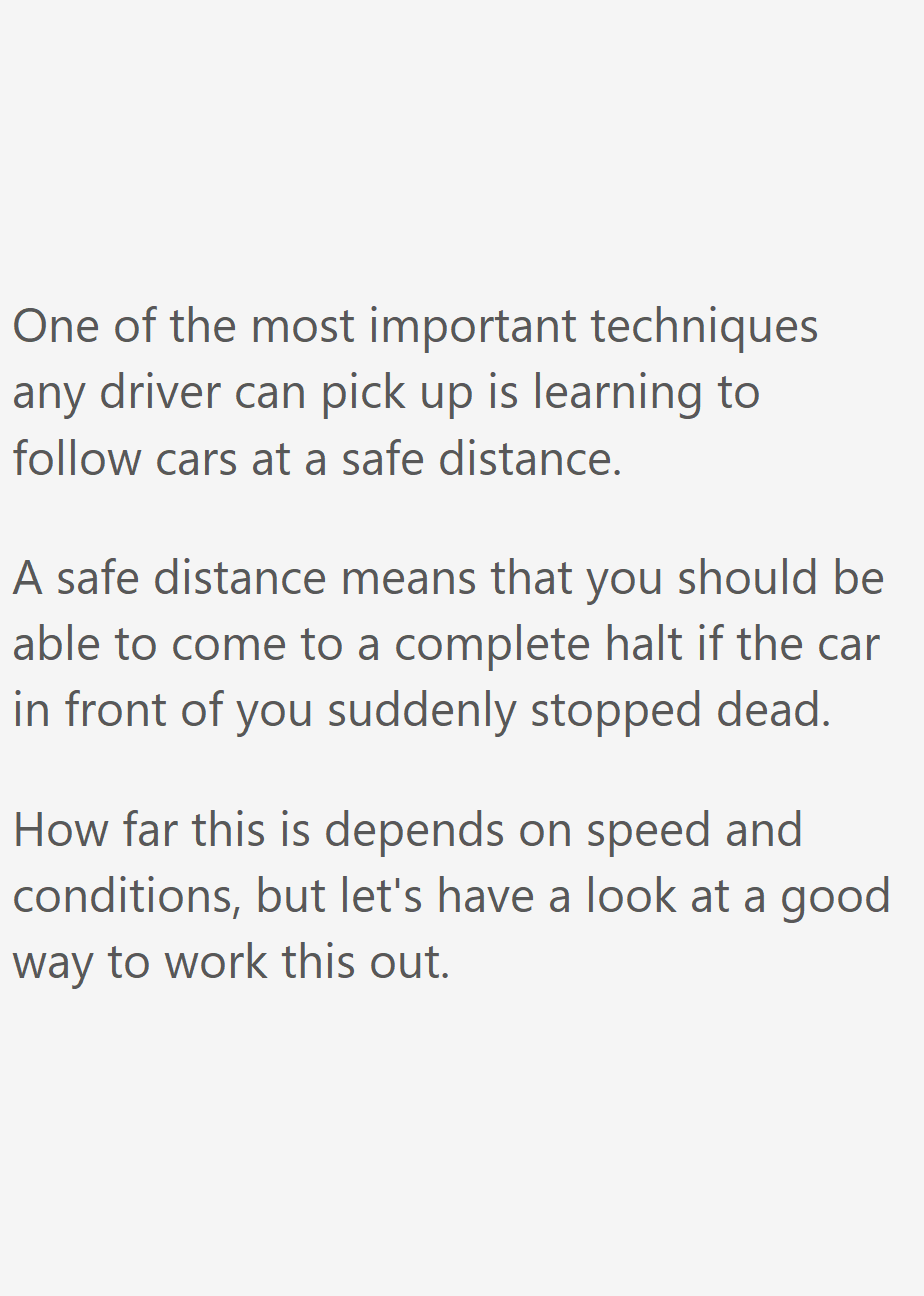 One of the most important techniques
any driver can pick up is learning to
follow cars at a safe distance.
A safe distance means that you should be
able to come to a complete halt if the car
in front of you suddenly stopped dead.
How far this is depends on speed and
conditions, but let's have a look at a good
way to work this out.